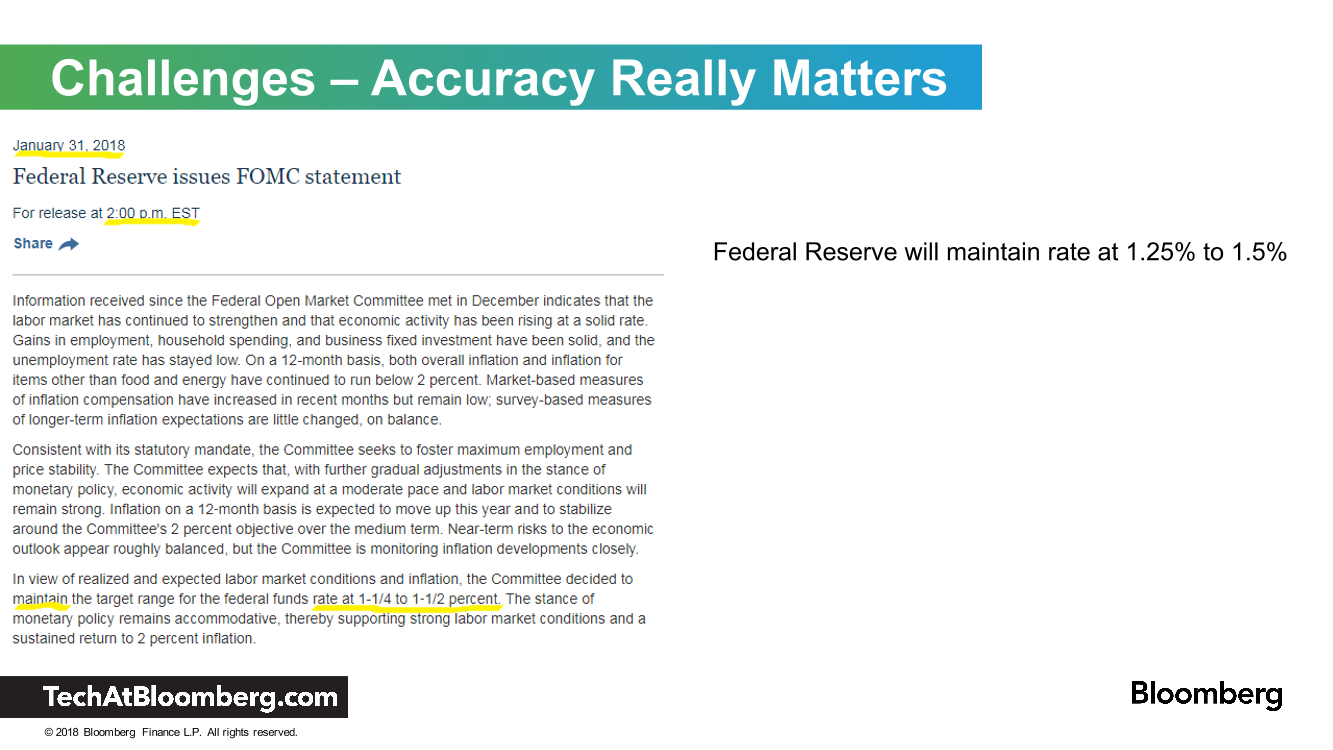 Challenges – Accuracy Really Matters
January 31, 2018
Federal Reserve issues FOMC statement
For release at 2:00 p.m. EST
Share
Federal Reserve will maintain rate at 1.25% to 1.5%
Information received since the Federal Open Market Committee met in December indicates that the
labor market has continued to strengthen and that economic activity has been rising at a solid rate.
Gains in employment, household spending, and business fixed investment have been solid, and the
unemployment rate has stayed low. On a 12-month basis, both overall inflation and inflation for
items other than food and energy have continued to run below 2 percent. Market-based measures
of inflation compensation have increased in recent months but remain low; survey-based measures
of longer-term inflation expectations are little changed, on balance.
Consistent with its statutory mandate, the Committee seeks to foster maximum employment and
price stability. The Committee expects that, with further gradual adjustments in the stance of
monetary policy, economic activity will expand at a moderate pace and labor market conditions will
remain strong. Inflation on a 12-month basis is expected to move up this year and to stabilize
around the Committee's 2 percent objective over the medium term. Near-term risks to the economic
outlook appear roughly balanced, but the Committee is monitoring inflation developments closely.
In view of realized and expected labor market conditions and inflation, the Committee decided to
maintain the target range for the federal funds rate at 1-1/4 to 1-1/2 percent. The stance of
monetary policy remains accommodative, thereby supporting strong labor market conditions and a
sustained return to 2 percent inflation.
TechAtBloomberg.com
Bloomberg
© 2018 Bloomberg Finance L.P. All rights reserved.